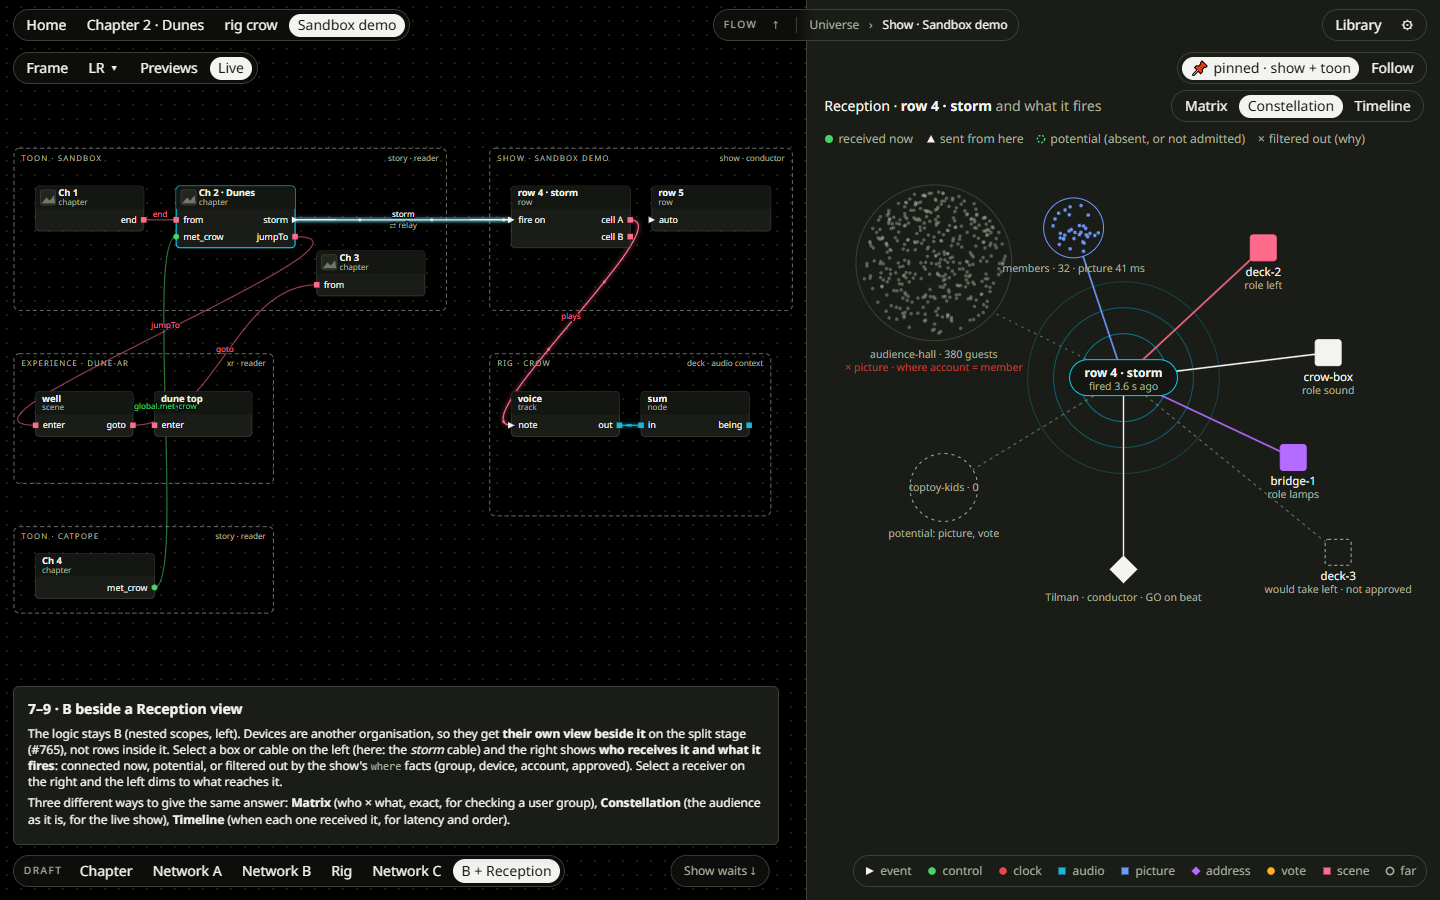 Home Chapter 2 · Dunes rig crow Sandbox demo
FLOW ↑ Universe › Show · Sandbox demo
Library ⚙
Frame LR ▾ Previews Live
📌 pinned · show + toon Follow
Reception · row 4 · storm and what it fires
Matrix Constellation Timeline
received now sent from here potential (absent, or not admitted) × filtered out (why)
TOON · SANDBOX story · reader
Ch 1
chapter
end
end
Ch 2 · Dunes
chapter
from storm
met_crow jumpTo
storm
⇄ relay
Ch 3
chapter
from
SHOW · SANDBOX DEMO show · conductor
row 4 · storm
row
fire on cell A
cell B
row 5
row
auto
jumpTo
goto
plays
EXPERIENCE · DUNE-AR xr · reader
well
scene
enter goto
global.met-crow
dune top
enter
RIG · CROW deck · audio context
voice
track
note out
sum
node
in being
TOON · CATPOPE story · reader
Ch 4
chapter
met_crow
members · 32 · picture 41 ms
audience-hall · 380 guests
× picture · where account = member
deck-2
role left
crow-box
role sound
row 4 · storm
fired 3.6 s ago
bridge-1
role lamps
toptoy-kids · 0
potential: picture, vote
deck-3
would take left · not approved
Tilman · conductor · GO on beat
7–9 · B beside a Reception view
The logic stays B (nested scopes, left). Devices are another organisation, so they get their own view beside it on the split stage
(#765), not rows inside it. Select a box or cable on the left (here: the storm cable) and the right shows who receives it and what it
fires: connected now, potential, or filtered out by the show's where facts (group, device, account, approved). Select a receiver on
the right and the left dims to what reaches it.
Three different ways to give the same answer: Matrix (who × what, exact, for checking a user group), Constellation (the audience
as it is, for the live show), Timeline (when each one received it, for latency and order).
DRAFT Chapter Network A Network B Rig Network C B + Reception
Show waits ↓
event control clock audio picture address vote scene far